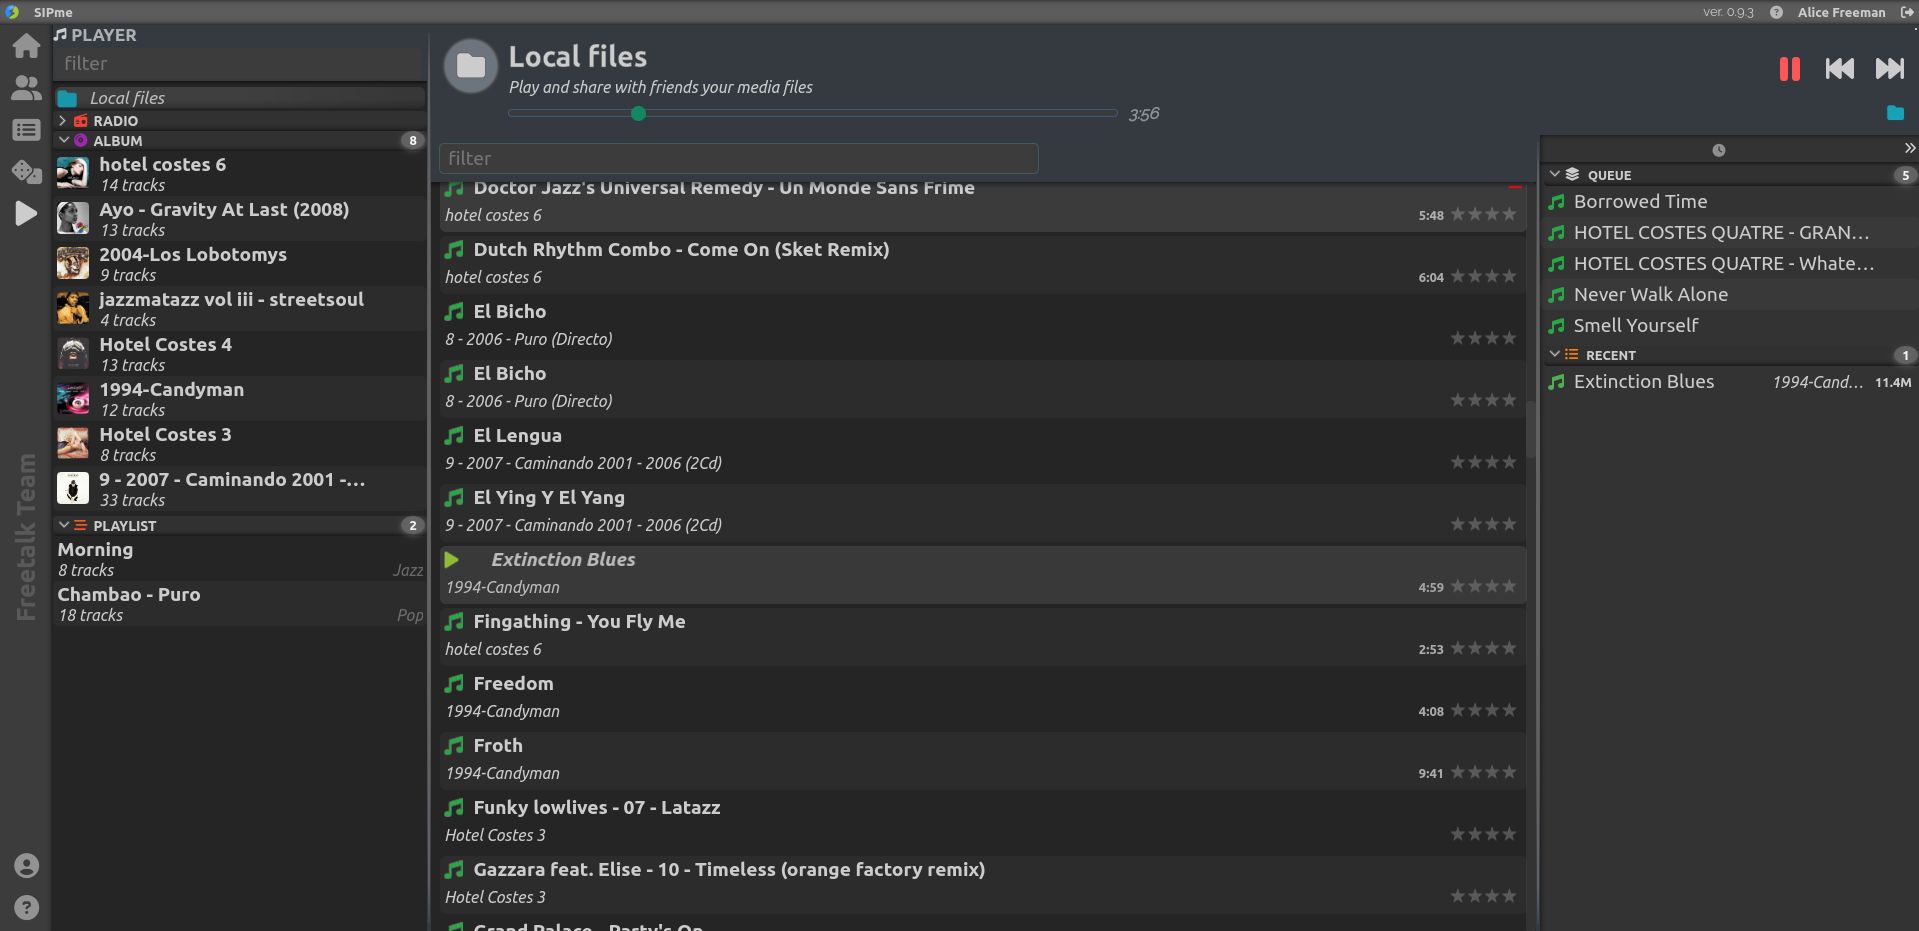 SIPme
ver. 0.9.3
Alice Freeman
PLAYER
filter
Local files
RADIO
ALBUM 8
hotel costes 6
14 tracks
Ayo - Gravity At Last (2008)
13 tracks
2004-Los Lobotomys
9 tracks
jazzmatazz vol iii - streetsoul
4 tracks
Hotel Costes 4
13 tracks
1994-Candyman
12 tracks
Hotel Costes 3
8 tracks
9 - 2007 - Caminando 2001 -...
33 tracks
PLAYLIST 2
Morning
8 tracks Jazz
Chambao - Puro
18 tracks Pop
Freetalk Team
Local files
Play and share with friends your media files
3:56
filter
Doctor Jazz's Universal Remedy - Un Monde Sans Frime
hotel costes 6 5:48
Dutch Rhythm Combo - Come On (Sket Remix)
hotel costes 6 6:04
El Bicho
8 - 2006 - Puro (Directo)
El Bicho
8 - 2006 - Puro (Directo)
El Lengua
9 - 2007 - Caminando 2001 - 2006 (2Cd)
El Ying Y El Yang
9 - 2007 - Caminando 2001 - 2006 (2Cd)
Extinction Blues
1994-Candyman 4:59
Fingathing - You Fly Me
hotel costes 6 2:53
Freedom
1994-Candyman 4:08
Froth
1994-Candyman 9:41
Funky lowlives - 07 - Latazz
Hotel Costes 3
Gazzara feat. Elise - 10 - Timeless (orange factory remix)
Hotel Costes 3
Grand Palace - Party's On
QUEUE 5
Borrowed Time
HOTEL COSTES QUATRE - GRAN...
HOTEL COSTES QUATRE - Whate...
Never Walk Alone
Smell Yourself
RECENT 1
Extinction Blues 1994-Cand... 11.4M